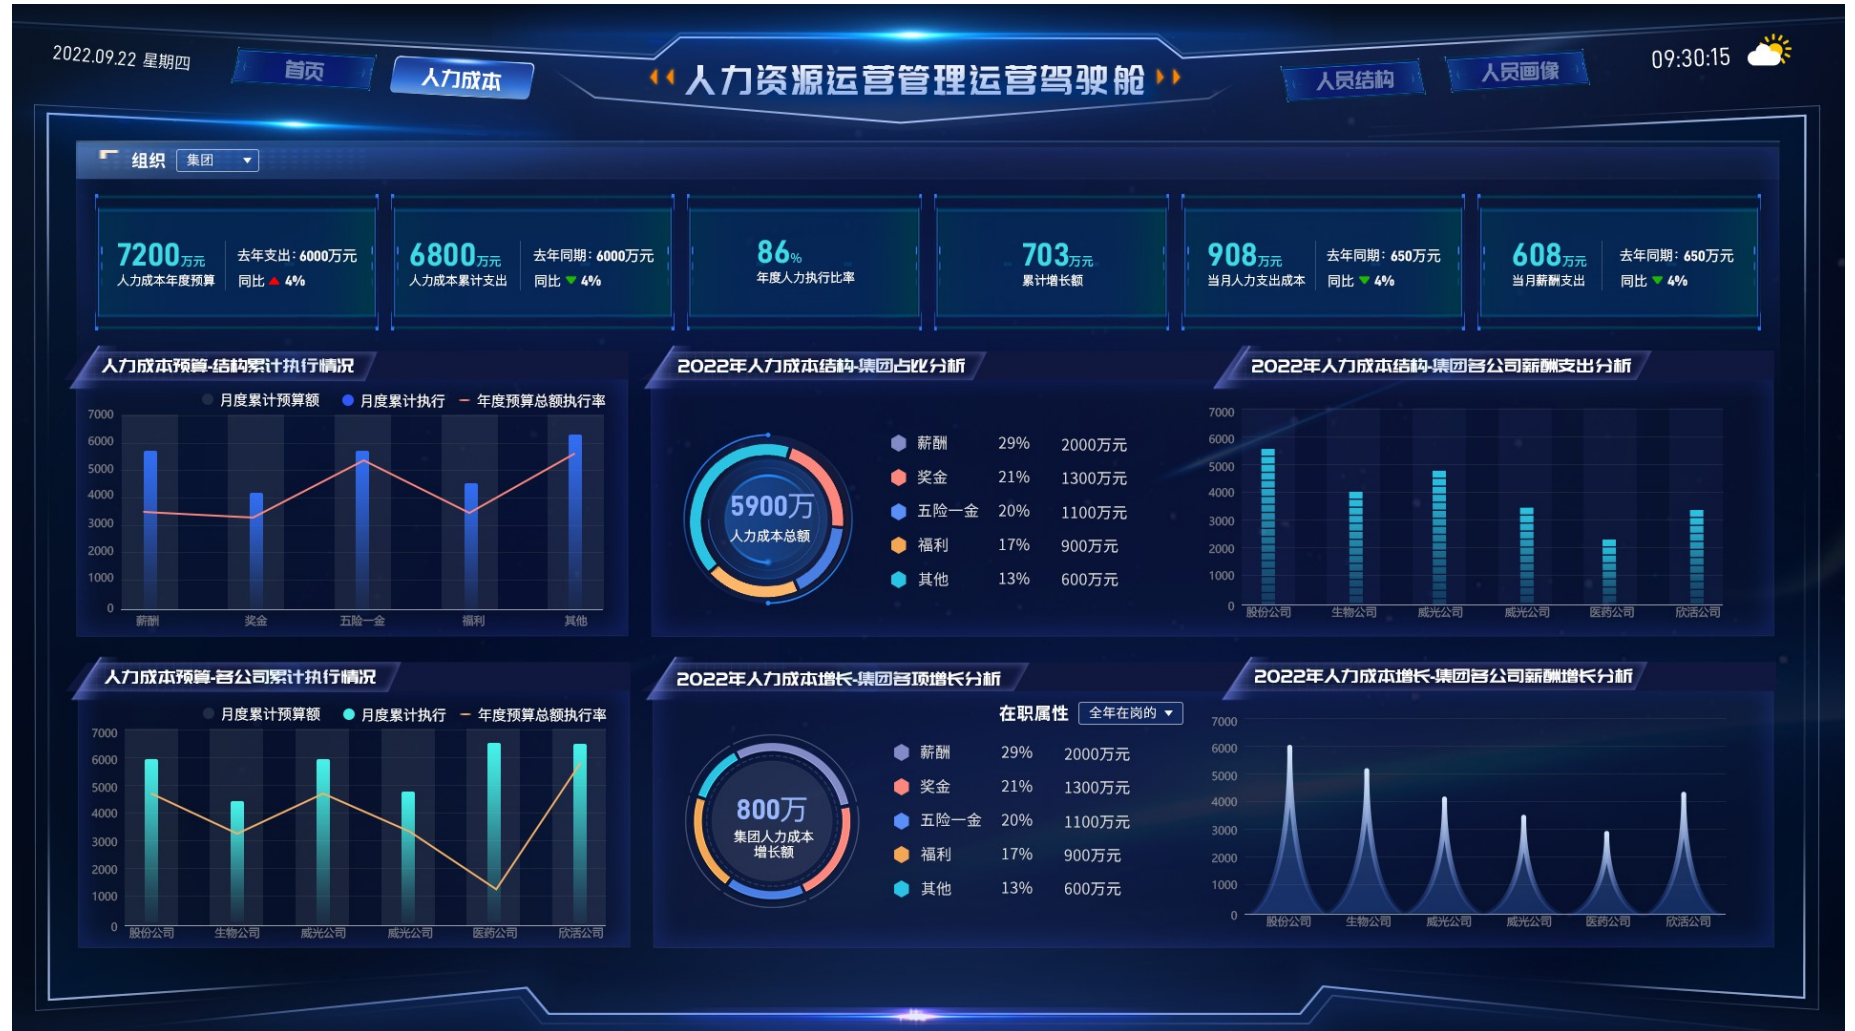 2022.09.22 星期四
首页
人力成本
人力资源运营管理运营驾驶舱
人员结构
人员画像
09:30:15
组织 集团
7200万元
人力成本年度预算
去年支出：6000万元
同比 4%
6800万元
人力成本累计支出
去年同期：6000万元
同比 4%
86%
年度人力执行比率
703万元
累计增长额
908万元
当月人力支出成本
去年同期：650万元
同比 4%
608万元
当月薪酬支出
去年同期：650万元
同比 4%
人力成本预算-结构累计执行情况
月度累计预算额 月度累计执行 年度预算总额执行率
7000
6000
5000
4000
3000
2000
1000
0
薪酬 奖金 五险一金 福利 其他
2022年人力成本结构-集团占比分析
5900万
人力成本总额
薪酬 29% 2000万元
奖金 21% 1300万元
五险一金 20% 1100万元
福利 17% 900万元
其他 13% 600万元
2022年人力成本结构-集团各公司薪酬支出分析
7000
6000
5000
4000
3000
2000
1000
0
股份公司 生物公司 威光公司 威光公司 医药公司 欣活公司
人力成本预算-各公司累计执行情况
月度累计预算额 月度累计执行 年度预算总额执行率
7000
6000
5000
4000
3000
2000
1000
0
股份公司 生物公司 威光公司 威光公司 医药公司 欣活公司
2022年人力成本增长-集团各项增长分析
在职属性 全年在岗的
800万
集团人力成本
增长额
薪酬 29% 2000万元
奖金 21% 1300万元
五险一金 20% 1100万元
福利 17% 900万元
其他 13% 600万元
2022年人力成本增长-集团各公司薪酬增长分析
7000
6000
5000
4000
3000
2000
1000
0
股份公司 生物公司 威光公司 威光公司 医药公司 欣活公司